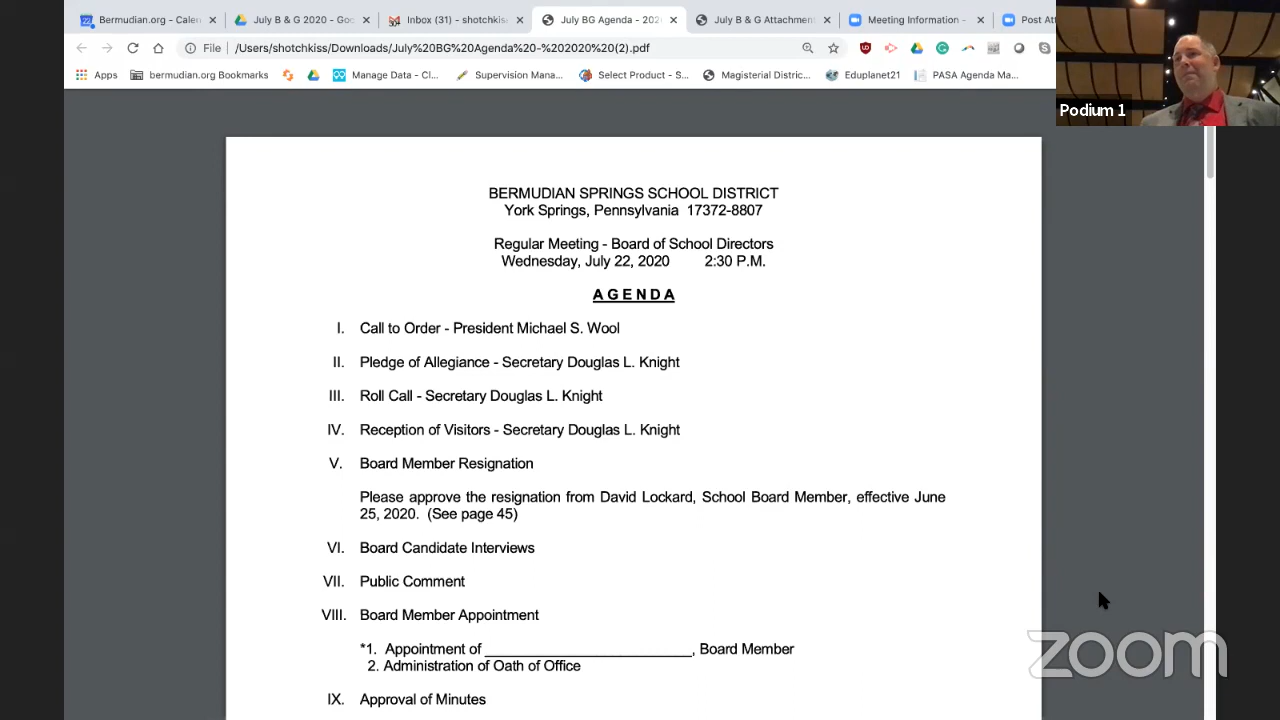 Bermudian.org - Calen
July B & G 2020 - Goo
Inbox (31) - shotchkis
July BG Agenda - 202
July B & G Attachment
Meeting Information -
Post Att
File
/Users/shotchkiss/Downloads/July%20BG%20Agenda%20-%202020%20(2).pdf
Apps
bermudian.org Bookmarks
Manage Data - Cl...
Supervision Mana...
Select Product - S...
Magisterial Distric...
Eduplanet21
PASA Agenda Ma...
Podium 1
BERMUDIAN SPRINGS SCHOOL DISTRICT
York Springs, Pennsylvania 17372-8807
Regular Meeting - Board of School Directors
Wednesday, July 22, 2020 2:30 P.M.
A G E N D A
I. Call to Order - President Michael S. Wool
II. Pledge of Allegiance - Secretary Douglas L. Knight
III. Roll Call - Secretary Douglas L. Knight
IV. Reception of Visitors - Secretary Douglas L. Knight
V. Board Member Resignation
Please approve the resignation from David Lockard, School Board Member, effective June
25, 2020. (See page 45)
VI. Board Candidate Interviews
VII. Public Comment
VIII. Board Member Appointment
*1. Appointment of _________________________, Board Member
2. Administration of Oath of Office
IX. Approval of Minutes
zoom